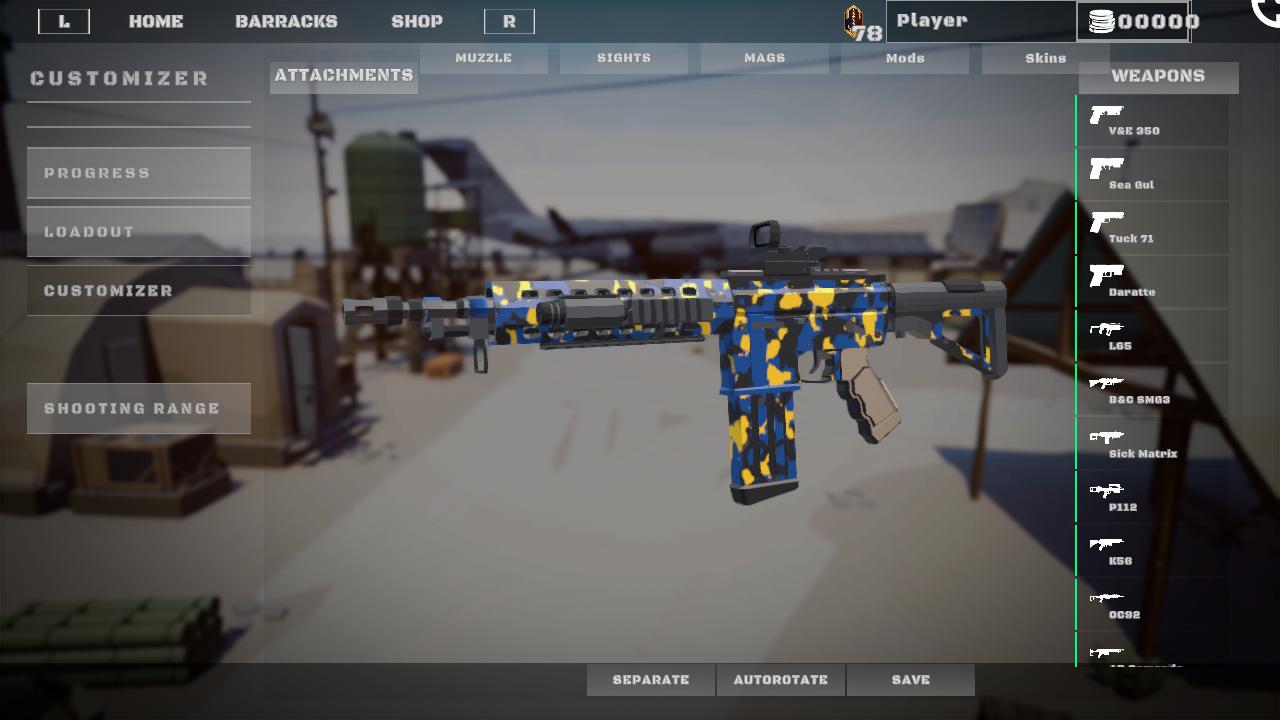 L HOME BARRACKS SHOP R 78 Player 00000
CUSTOMIZER
ATTACHMENTS
MUZZLE SIGHTS MAGS Mods Skins
WEAPONS
PROGRESS
LOADOUT
CUSTOMIZER
SHOOTING RANGE
V&E 350
Sea Gul
Tuck 71
Daratte
L65
B&C SMG3
Sick Matrix
P112
K56
OC92
SEPARATE AUTOROTATE SAVE